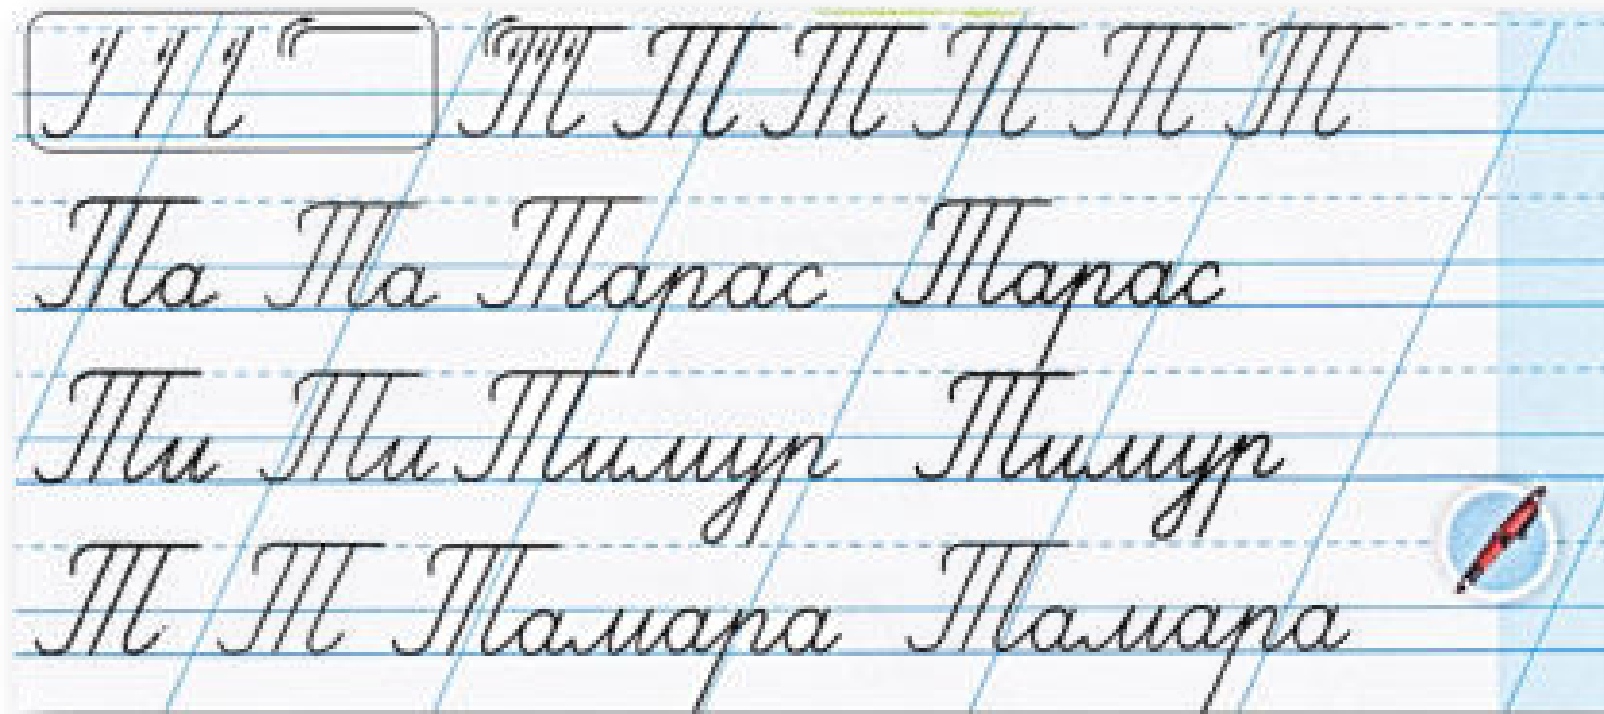 Т Т Т Т Т Т
Та Та Тарас Тарас
Ти Ти Тимур Тимур
Т Т Тамара Тамара